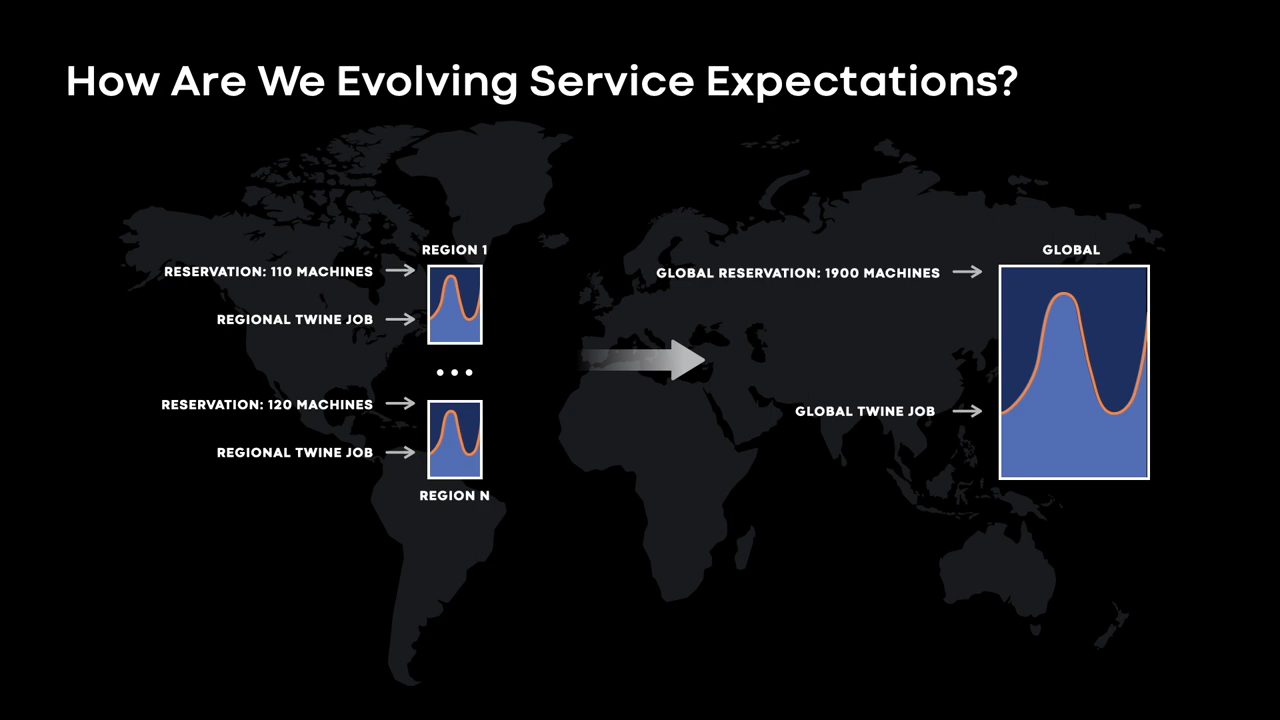 How Are We Evolving Service Expectations?
REGION 1
RESERVATION: 110 MACHINES
REGIONAL TWINE JOB
RESERVATION: 120 MACHINES
REGIONAL TWINE JOB
REGION N
GLOBAL
GLOBAL RESERVATION: 1900 MACHINES
GLOBAL TWINE JOB